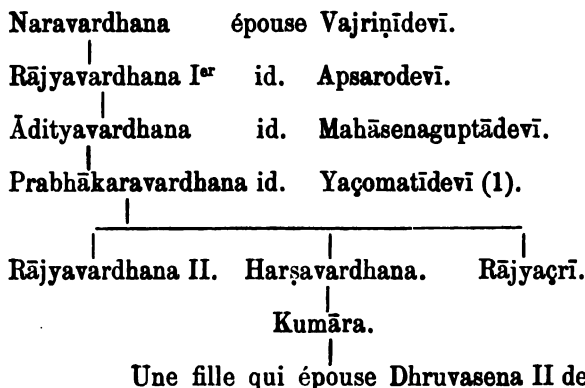 Naravardhana épouse Vajriṇīdevī.
Rājyavardhana Iᵉʳ id. Apsarodevī.
Ādityavardhana id. Mahāsenaguptādevī.
Prabhākaravardhana id. Yaçomatīdevī (1).
Rājyavardhana II. Harṣavardhana. Rājyaçrī.
Kumāra.
Une fille qui épouse Dhruvasena II de